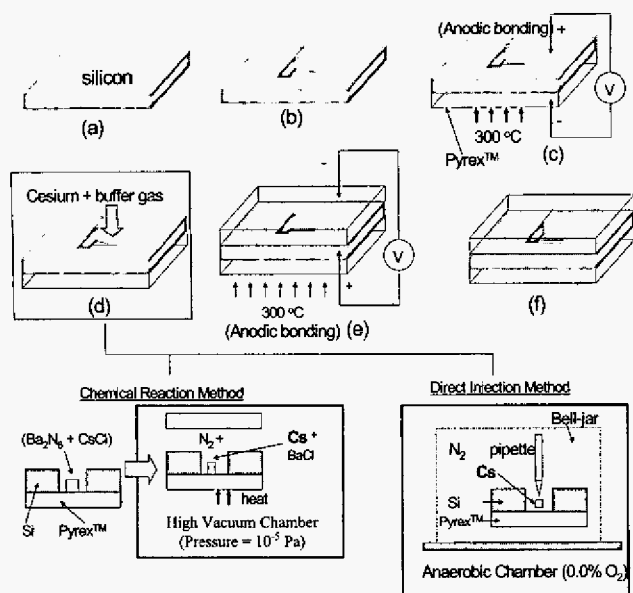 silicon
(a)
(b)
(Anodic bonding) +
V
-
300 °C
Pyrex™
(c)
Cesium + buffer gas
(d)
-
V
+
300 °C
(Anodic bonding)
(e)
(f)
Chemical Reaction Method
(Ba₂N₆ + CsCl)
Si
Pyrex™
N₂ +
Cs +
BaCl
heat
High Vacuum Chamber
(Pressure = 10⁻⁵ Pa)
Direct Injection Method
Bell-jar
N₂
pipette
Cs
Si
Pyrex™
Anaerobic Chamber (0.0% O₂)